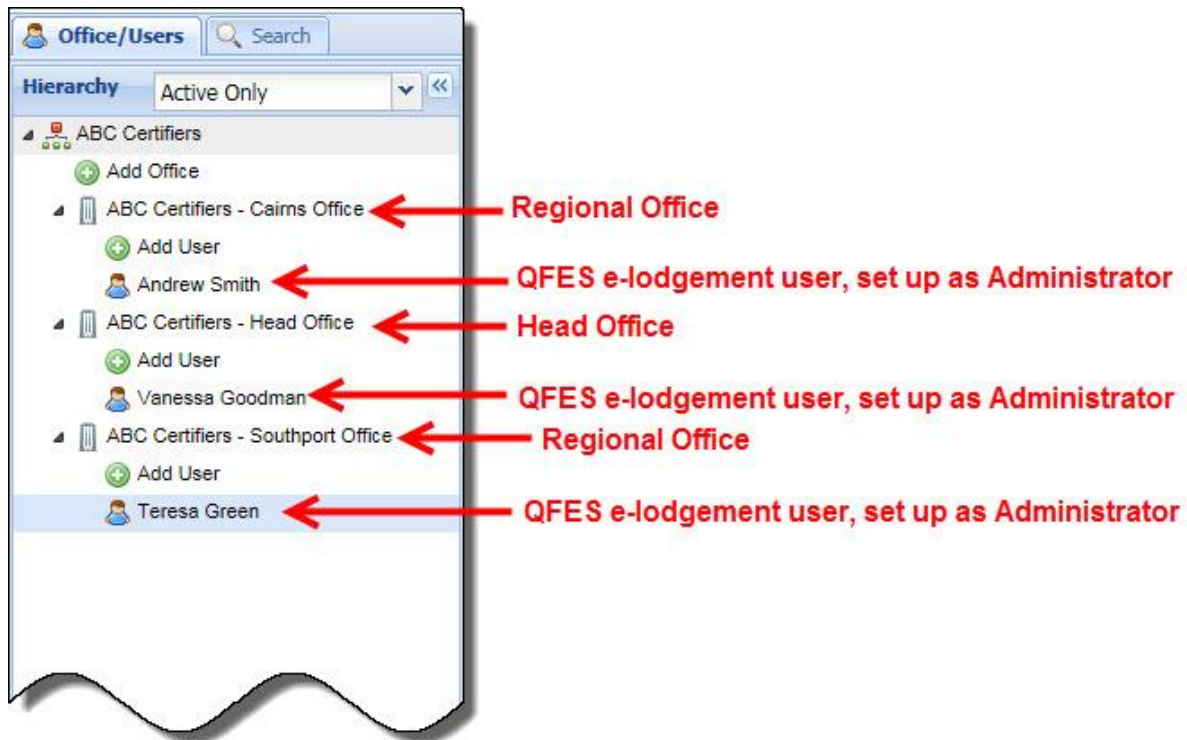 Office/Users Search
Hierarchy Active Only
ABC Certifiers
Add Office
ABC Certifiers - Cairns Office Regional Office
Add User
Andrew Smith QFES e-lodgement user, set up as Administrator
ABC Certifiers - Head Office Head Office
Add User
Vanessa Goodman QFES e-lodgement user, set up as Administrator
ABC Certifiers - Southport Office Regional Office
Add User
Teresa Green QFES e-lodgement user, set up as Administrator